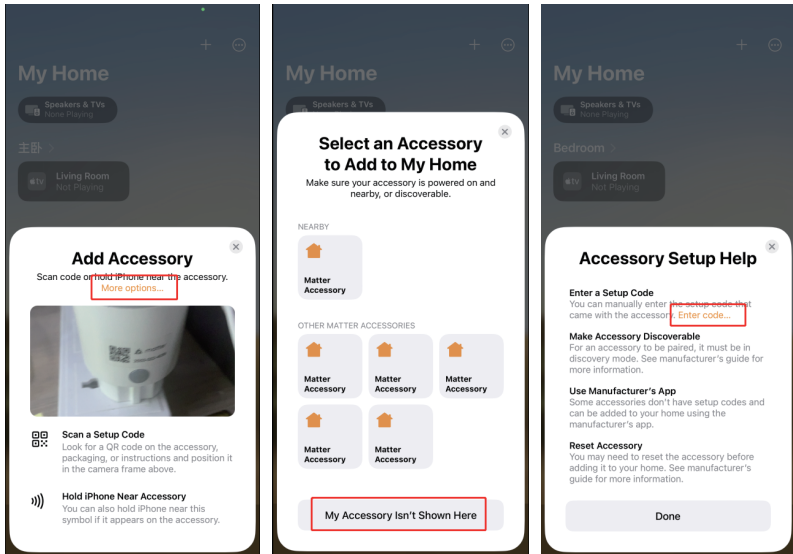 My Home
Speakers & TVs
None Playing
主卧 >
tv
Living Room
Not Playing
Add Accessory
Scan code or hold iPhone near the accessory.
More options...
Scan a Setup Code
Look for a QR code on the accessory,
packaging, or instructions and position it
in the camera frame above.
Hold iPhone Near Accessory
You can also hold iPhone near this
symbol if it appears on the accessory.
My Home
Speakers & TVs
Select an Accessory
to Add to My Home
Make sure your accessory is powered on and
nearby, or discoverable.
NEARBY
Matter
Accessory
OTHER MATTER ACCESSORIES
Matter
Accessory
Matter
Accessory
Matter
Accessory
Matter
Accessory
Matter
Accessory
My Accessory Isn't Shown Here
My Home
Speakers & TVs
None Playing
Bedroom >
tv
Living Room
Not Playing
Accessory Setup Help
Enter a Setup Code
You can manually enter the setup code that
came with the accessory. Enter code...
Make Accessory Discoverable
For an accessory to be paired, it must be in
discovery mode. See manufacturer's guide for
more information.
Use Manufacturer's App
Some accessories don't have setup codes and
can be added to your home using the
manufacturer's app.
Reset Accessory
You may need to reset the accessory before
adding it to your home. See manufacturer's
guide for more information.
Done